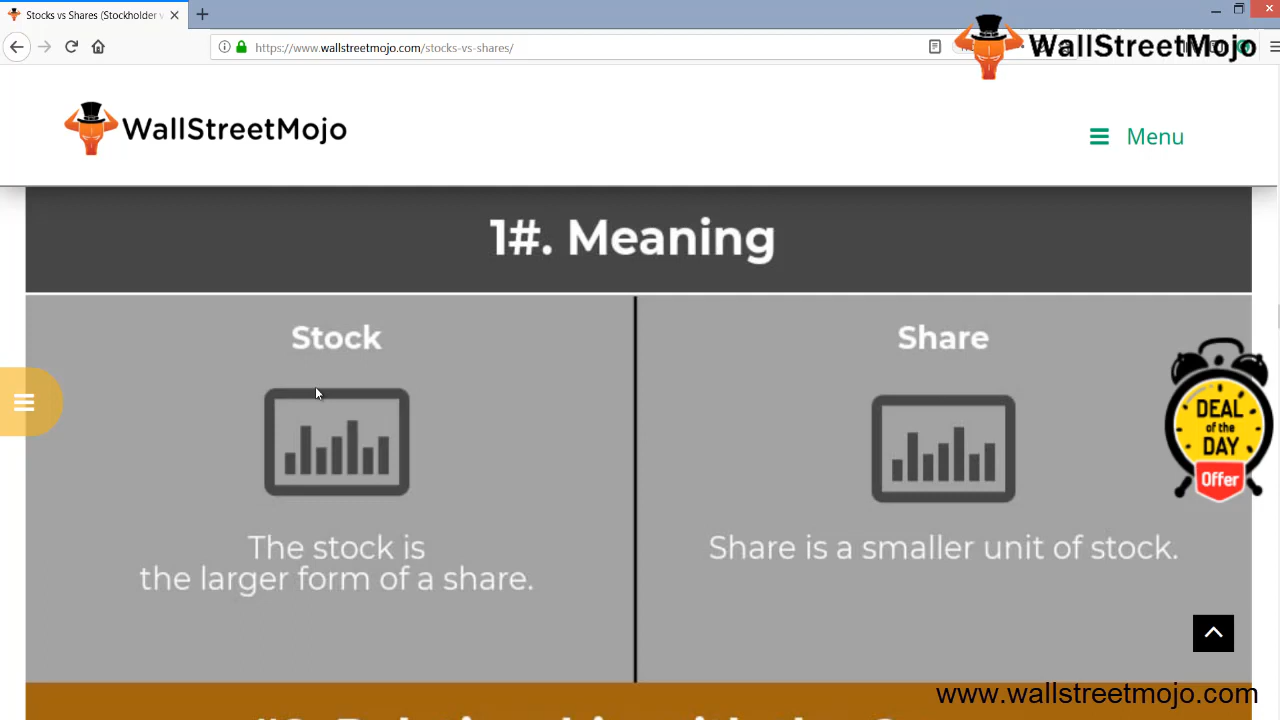 Stocks vs Shares (Stockholder v
https://www.wallstreetmojo.com/stocks-vs-shares/
WallStreetMojo
WallStreetMojo
Menu
1#. Meaning
Stock
Share
The stock is
the larger form of a share.
Share is a smaller unit of stock.
DEAL
of the
DAY
Offer
www.wallstreetmojo.com